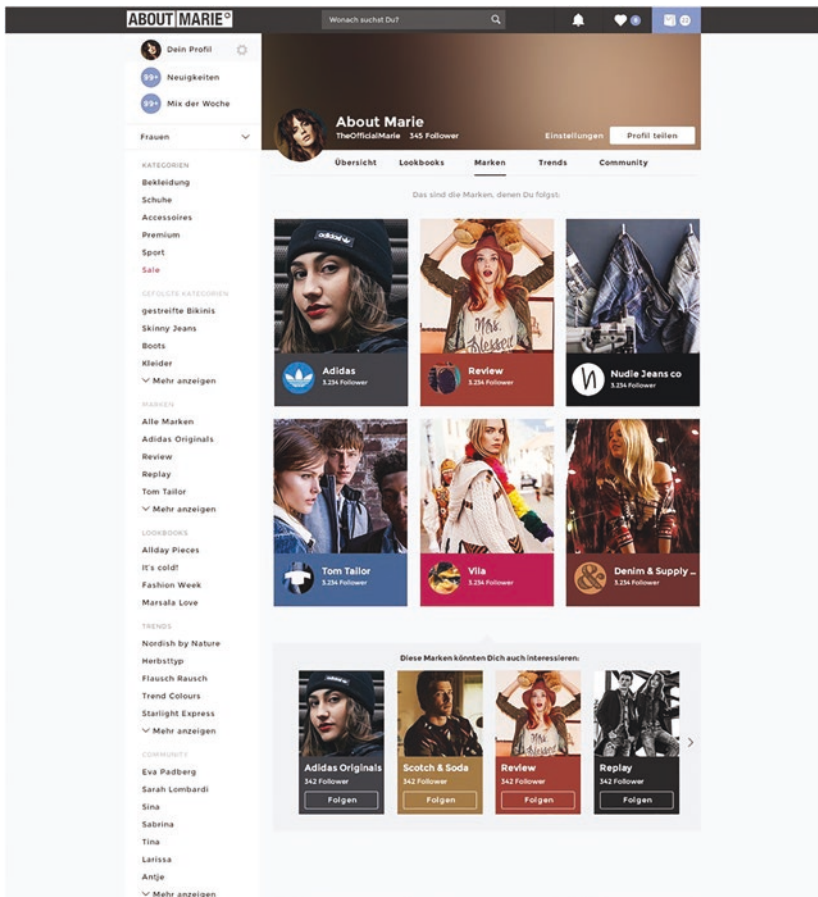 ABOUT MARIE°
Wonach suchst Du?
Dein Profil
99+ Neuigkeiten
99+ Mix der Woche
Frauen
KATEGORIEN
Bekleidung
Schuhe
Accessoires
Premium
Sport
Sale
GEFOLGTE KATEGORIEN
gestreifte Bikinis
Skinny Jeans
Boots
Kleider
Mehr anzeigen
MARKEN
Alle Marken
Adidas Originals
Review
Replay
Tom Tailor
Mehr anzeigen
LOOKBOOKS
Allday Pieces
It's cold!
Fashion Week
Marsala Love
TRENDS
Nordish by Nature
Herbsttyp
Flausch Rausch
Trend Colours
Starlight Express
Mehr anzeigen
COMMUNITY
Eva Padberg
Sarah Lombardi
Sina
Sabrina
Tina
Larissa
Antje
Mehr anzeigen
About Marie
TheOfficialMarie 345 Follower
Einstellungen
Profil teilen
Übersicht Lookbooks Marken Trends Community
Das sind die Marken, denen Du folgst:
adidas
Adidas
3.234 Follower
Mrs.
Blessed
Review
3.234 Follower
Nudie Jeans co
3.234 Follower
Tom Tailor
3.234 Follower
Vila
3.234 Follower
&
Denim & Supply ...
3.234 Follower
Diese Marken könnten Dich auch interessieren:
Adidas Originals
342 Follower
Folgen
Scotch & Soda
342 Follower
Folgen
Review
342 Follower
Folgen
Replay
342 Follower
Folgen